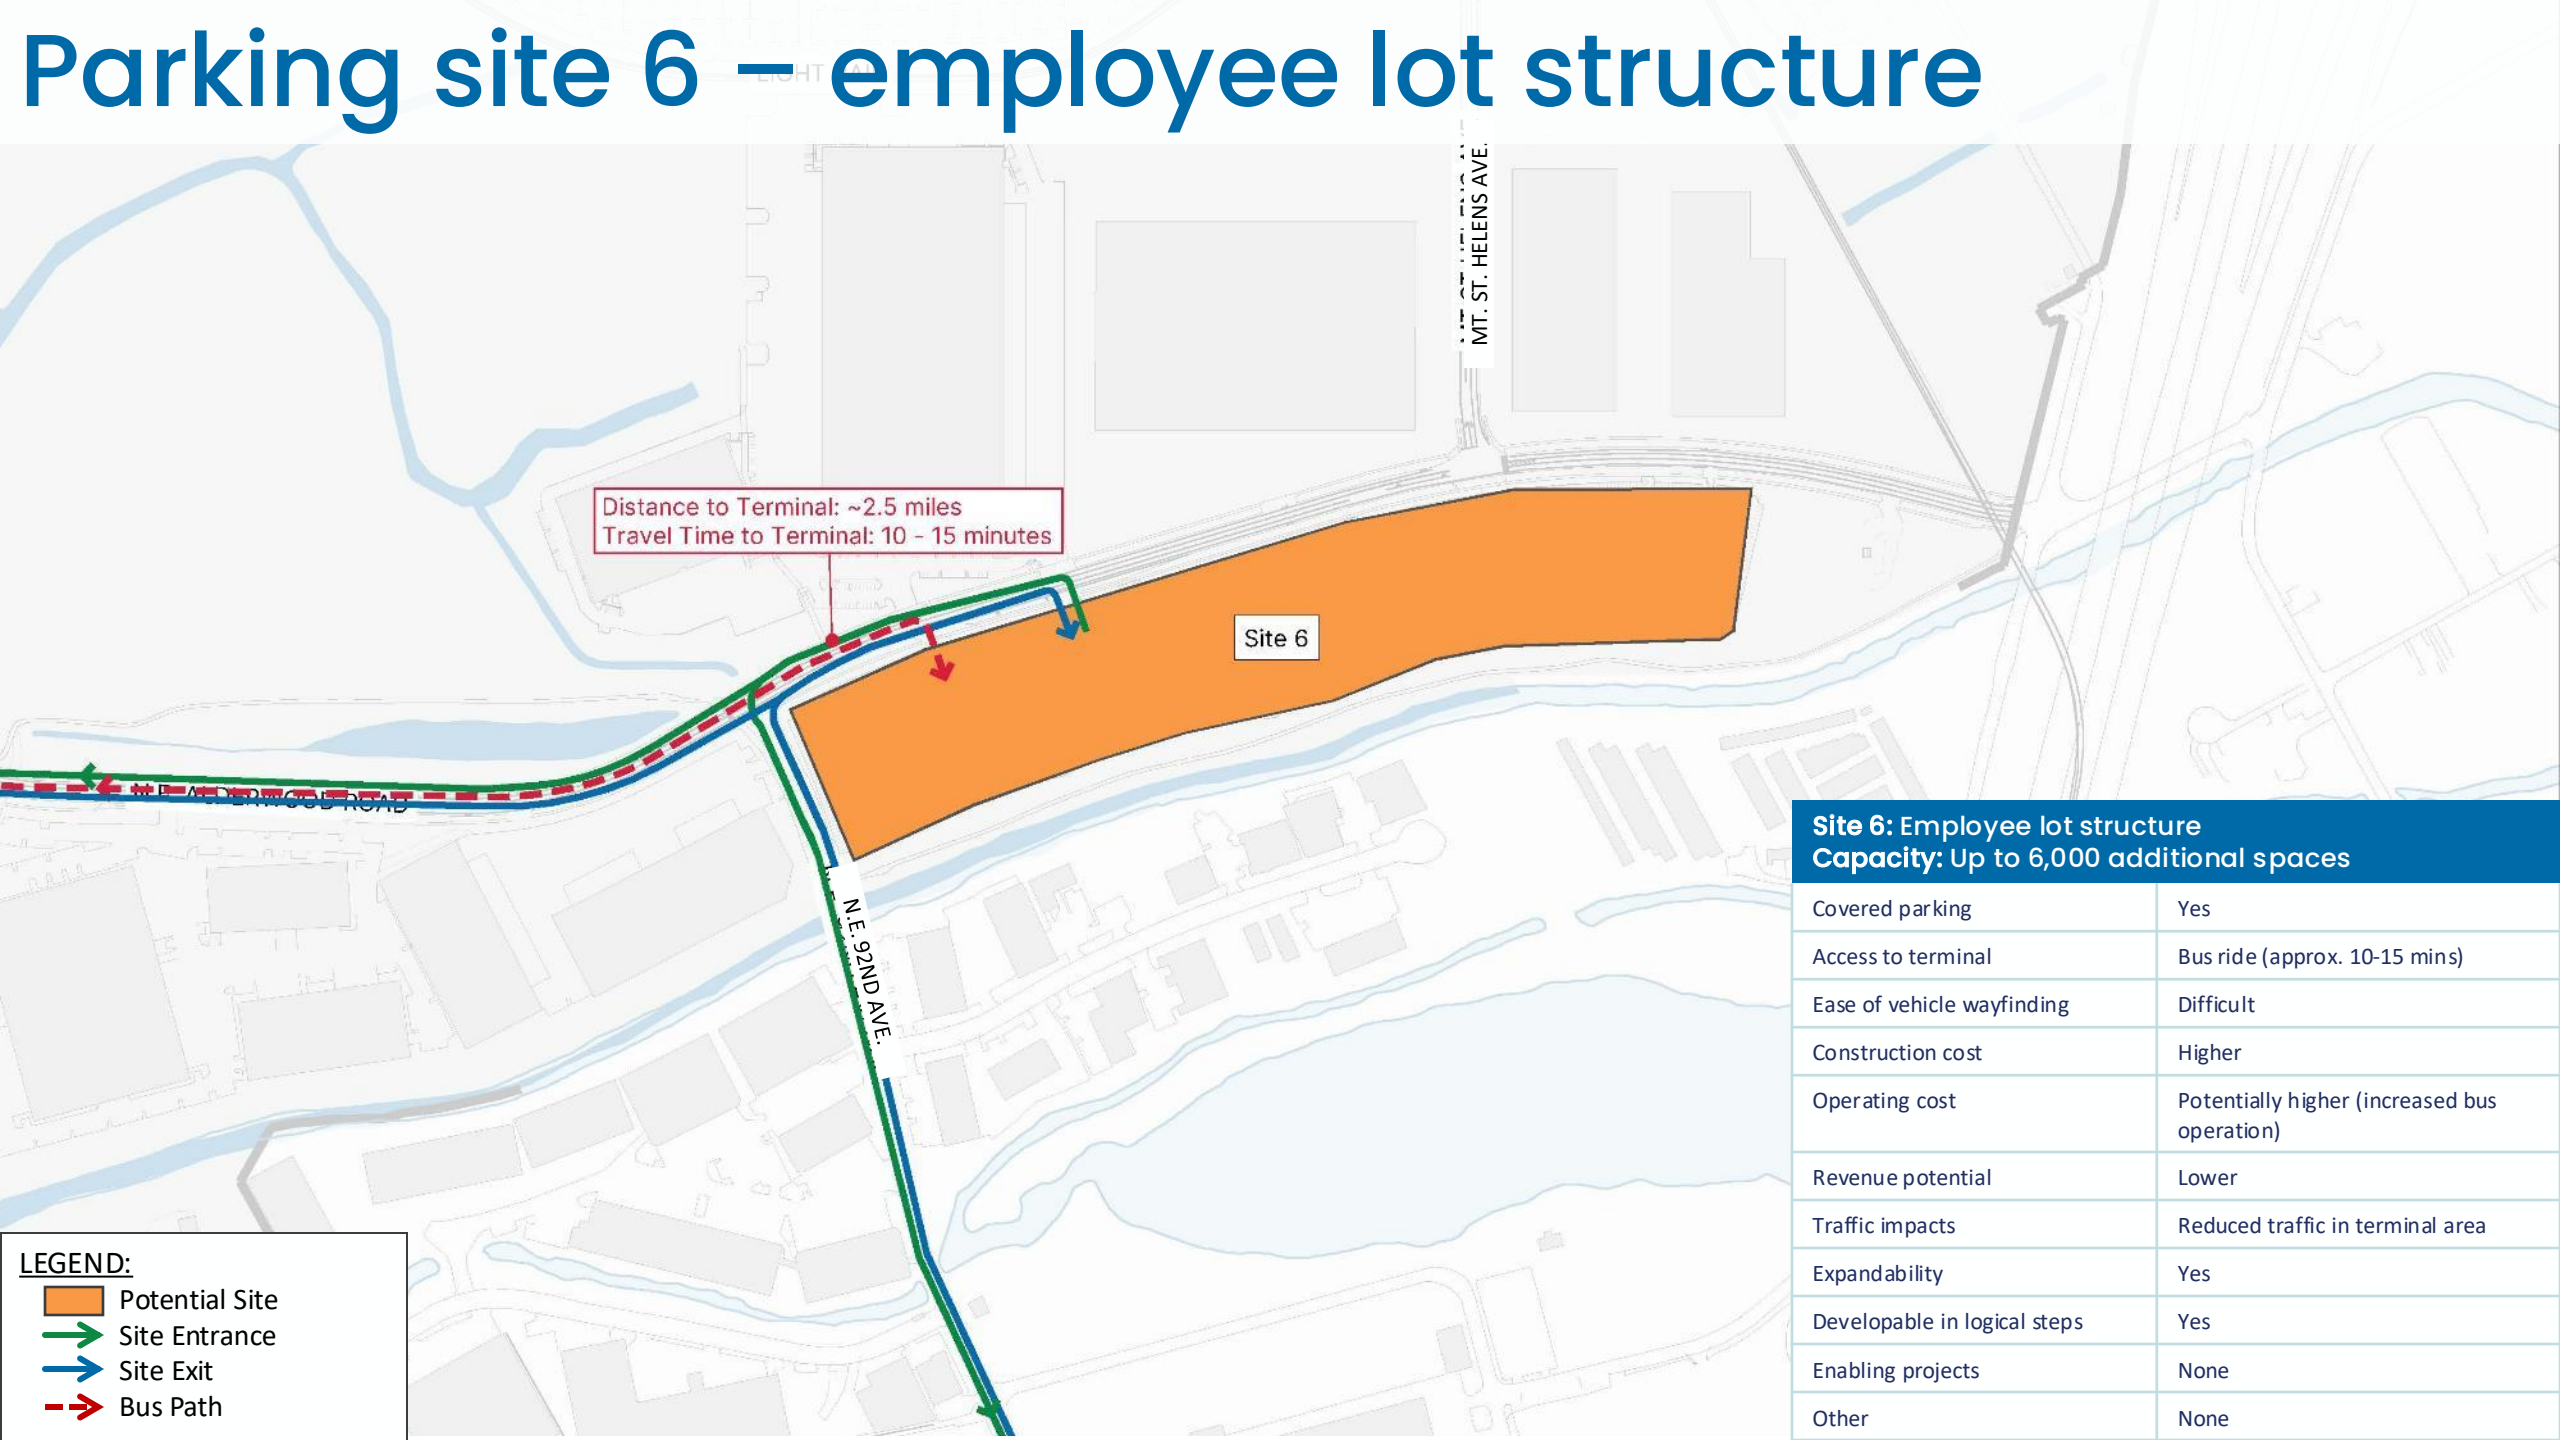 Parking site 6 – employee lot structure
MT. ST. HELENS AVE.
Distance to Terminal: ~2.5 miles
Travel Time to Terminal: 10 - 15 minutes
Site 6
N.E. ALDERWOOD ROAD
N.E. 92ND AVE.
Site 6: Employee lot structure
Capacity: Up to 6,000 additional spaces
Covered parking Yes
Access to terminal Bus ride (approx. 10-15 mins)
Ease of vehicle wayfinding Difficult
Construction cost Higher
Operating cost Potentially higher (increased bus
operation)
Revenue potential Lower
Traffic impacts Reduced traffic in terminal area
Expandability Yes
Developable in logical steps Yes
Enabling projects None
Other None
LEGEND:
Potential Site
Site Entrance
Site Exit
Bus Path